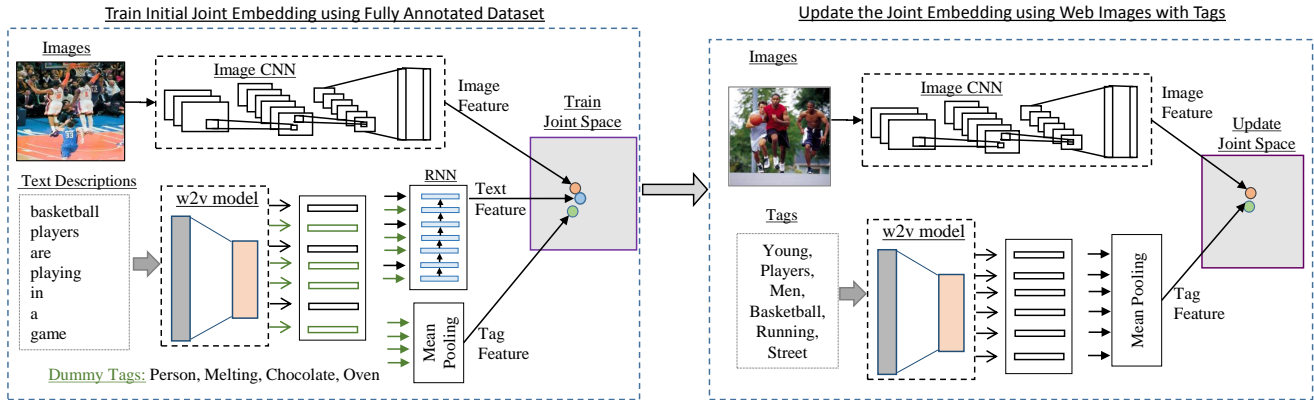 Train Initial Joint Embedding using Fully Annotated Dataset
Images
Image CNN
Image
Feature
Train
Joint Space
Text Descriptions
basketball
players
are
playing
in
a
game
w2v model
RNN
Text
Feature
Mean
Pooling
Tag
Feature
Dummy Tags: Person, Melting, Chocolate, Oven
Update the Joint Embedding using Web Images with Tags
Images
Image CNN
Image
Feature
Update
Joint Space
Tags
Young,
Players,
Men,
Basketball,
Running,
Street
w2v model
Mean Pooling
Tag
Feature